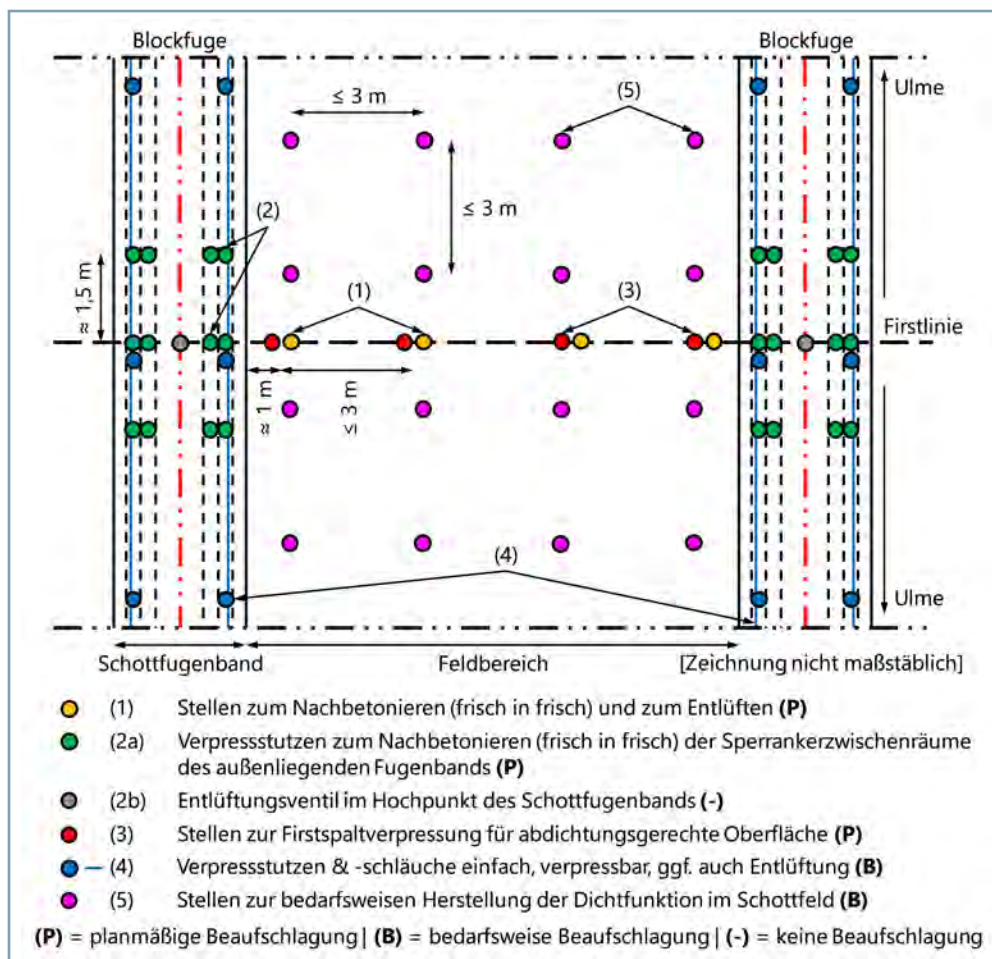 Blockfuge
Blockfuge
Ulme
≤ 3 m
(5)
≤ 3 m
(2)
≈ 1,5 m
(1)
(3)
Firstlinie
≈ 1 m
≤ 3 m
(4)
Ulme
Schottfugenband
Feldbereich
[Zeichnung nicht maßstäblich]
(1) Stellen zum Nachbetonieren (frisch in frisch) und zum Entlüften (P)
(2a) Verpressstutzen zum Nachbetonieren (frisch in frisch) der Sperrankerzwischenräume
des außenliegenden Fugenbands (P)
(2b) Entlüftungsventil im Hochpunkt des Schottfugenbands (-)
(3) Stellen zur Firstspaltverpressung für abdichtungsgerechte Oberfläche (P)
(4) Verpressstutzen & -schläuche einfach, verpressbar, ggf. auch Entlüftung (B)
(5) Stellen zur bedarfsweisen Herstellung der Dichtfunktion im Schottfeld (B)
(P) = planmäßige Beaufschlagung | (B) = bedarfsweise Beaufschlagung | (-) = keine Beaufschlagung